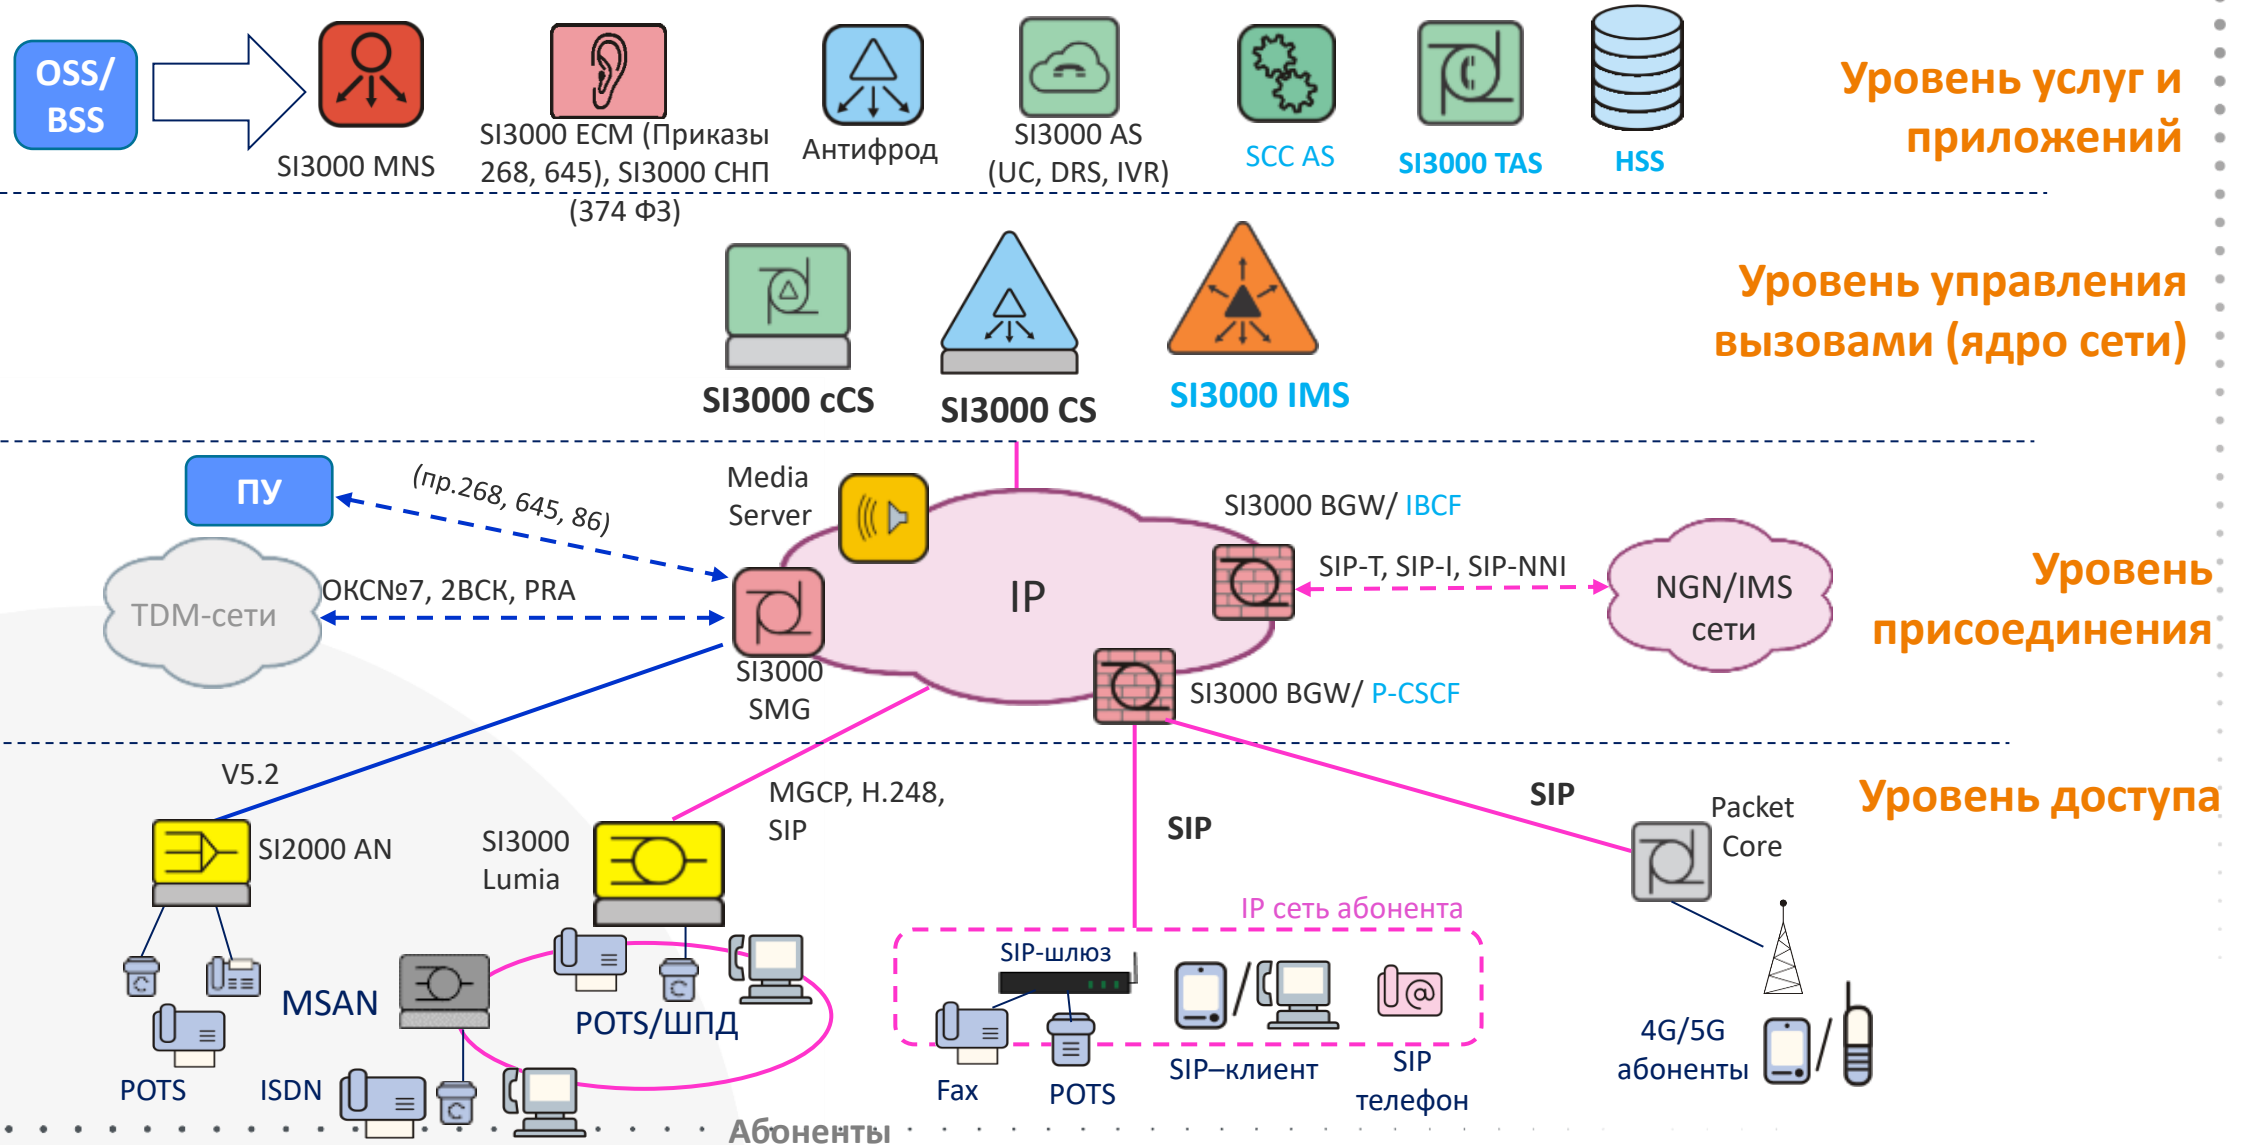 OSS/
BSS
SI3000 MNS
SI3000 ECM (Приказы
268, 645), SI3000 СНП
(374 ФЗ)
Антифрод
SI3000 AS
(UC, DRS, IVR)
SCC AS
SI3000 TAS
HSS
Уровень услуг и
приложений
SI3000 cCS
SI3000 CS
SI3000 IMS
Уровень управления
вызовами (ядро сети)
ПУ
(пр.268, 645, 86)
Media
Server
SI3000 BGW/ IBCF
TDM-сети
ОКС№7, 2ВСК, PRA
IP
SIP-T, SIP-I, SIP-NNI
NGN/IMS
сети
Уровень
присоединения
SI3000
SMG
SI3000 BGW/ P-CSCF
V5.2
MGCP, H.248,
SIP
SIP
SIP
Packet
Core
Уровень доступа
SI2000 AN
SI3000
Lumia
IP сеть абонента
SIP-шлюз
@
MSAN
POTS/ШПД
POTS
ISDN
Fax
POTS
SIP–клиент
SIP
телефон
4G/5G
абоненты
Абоненты